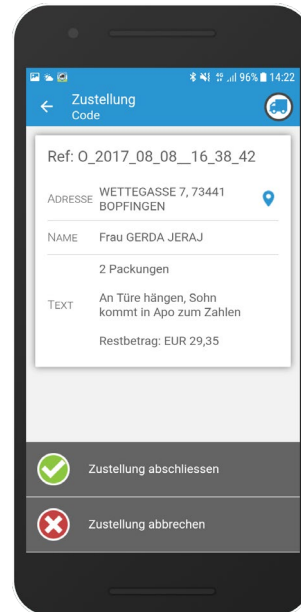 96% 14:22
Zustellung
Code
Ref: O_2017_08_08__16_38_42
ADRESSE WETTEGASSE 7, 73441
BOPFINGEN
NAME Frau GERDA JERAJ
2 Packungen
TEXT An Türe hängen, Sohn
kommt in Apo zum Zahlen
Restbetrag: EUR 29,35
Zustellung abschliessen
Zustellung abbrechen